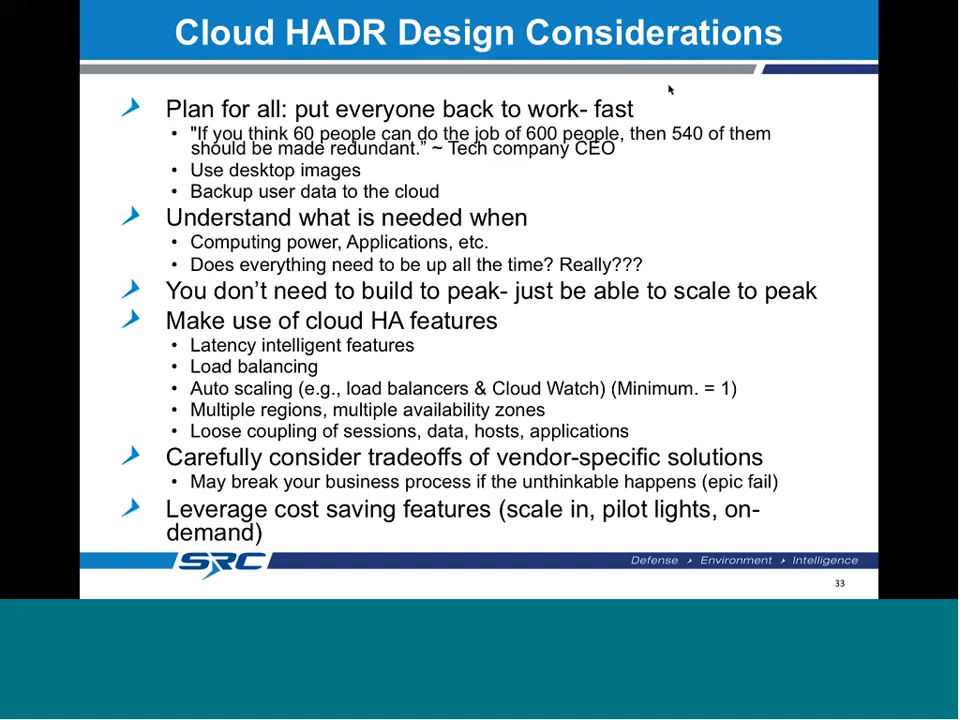 Cloud HADR Design Considerations
Plan for all: put everyone back to work- fast
• "If you think 60 people can do the job of 600 people, then 540 of them
should be made redundant.” ~ Tech company CEO
• Use desktop images
• Backup user data to the cloud
Understand what is needed when
• Computing power, Applications, etc.
• Does everything need to be up all the time? Really???
You don’t need to build to peak- just be able to scale to peak
Make use of cloud HA features
• Latency intelligent features
• Load balancing
• Auto scaling (e.g., load balancers & Cloud Watch) (Minimum. = 1)
• Multiple regions, multiple availability zones
• Loose coupling of sessions, data, hosts, applications
Carefully consider tradeoffs of vendor-specific solutions
• May break your business process if the unthinkable happens (epic fail)
Leverage cost saving features (scale in, pilot lights, on-
demand)
SRC
Defense Environment Intelligence
33